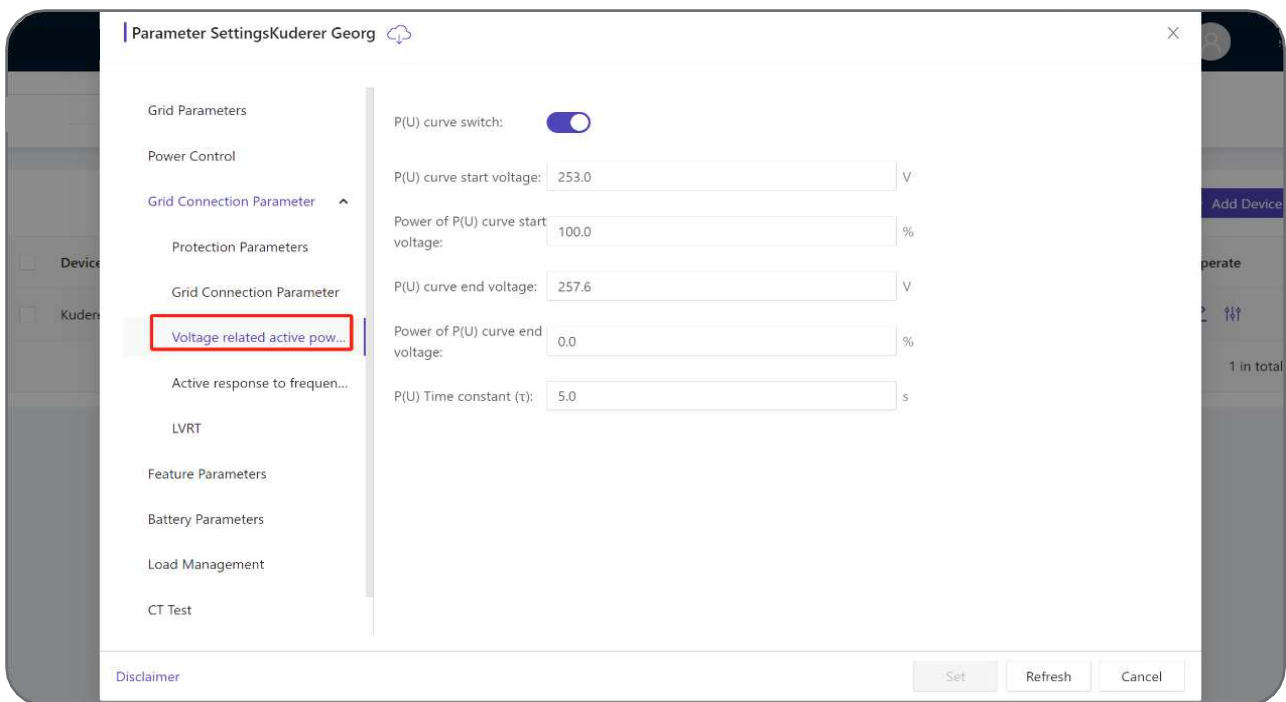 Parameter SettingsKuderer Georg
Grid Parameters
Power Control
Grid Connection Parameter
Protection Parameters
Grid Connection Parameter
Voltage related active pow...
Active response to frequen...
LVRT
Feature Parameters
Battery Parameters
Load Management
CT Test
P(U) curve switch:
P(U) curve start voltage: 253.0 V
Power of P(U) curve start
voltage: 100.0 %
P(U) curve end voltage: 257.6 V
Power of P(U) curve end
voltage: 0.0 %
P(U) Time constant (τ): 5.0 s
Add Device
Device
perate
Kudere
1 in total
Disclaimer
Set
Refresh
Cancel